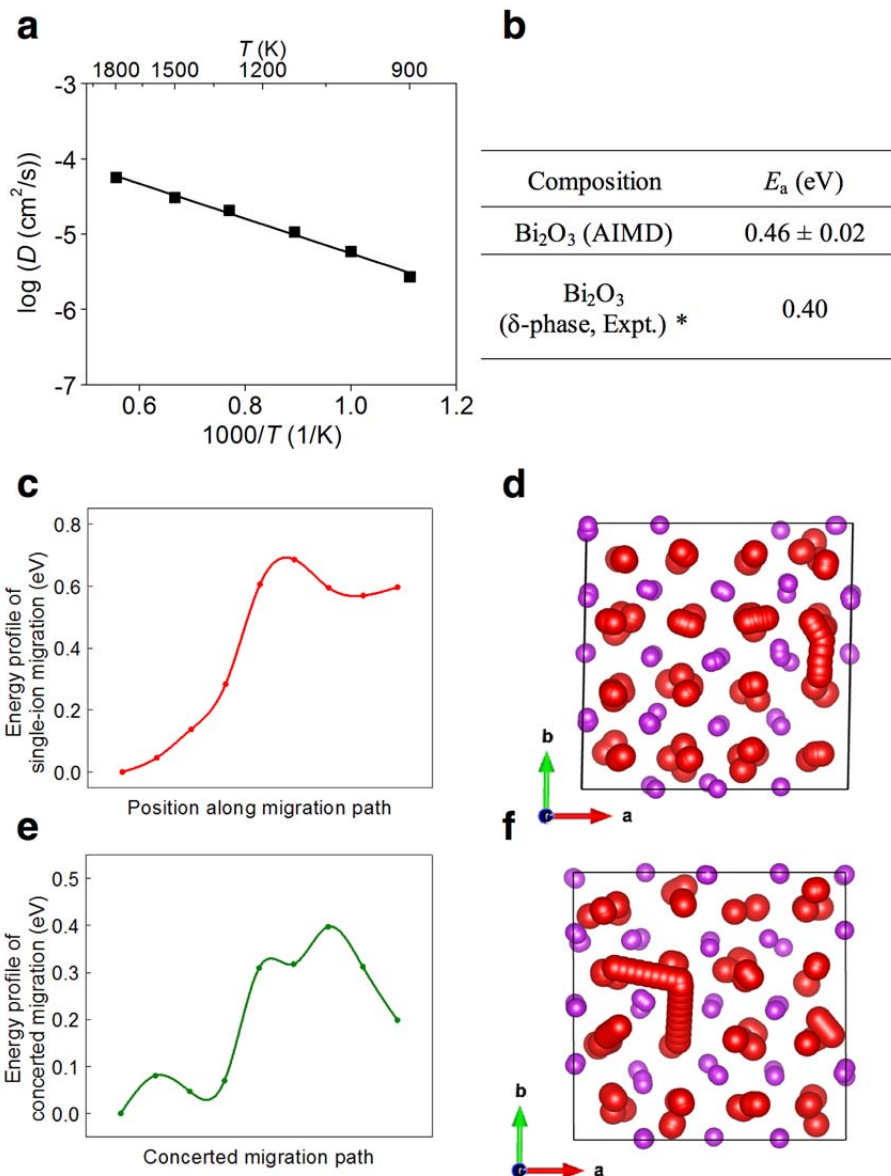 a
T (K)
1800 1500 1200 900
-3
-4
-5
-6
-7
log (D (cm²/s))
0.6 0.8 1.0 1.2
1000/T (1/K)
b
Composition Eₐ (eV)
Bi₂O₃ (AIMD) 0.46 ± 0.02
Bi₂O₃
(δ-phase, Expt.) * 0.40
c
0.8
0.6
0.4
0.2
0.0
Energy profile of
single-ion migration (eV)
Position along migration path
d
b
a
e
0.5
0.4
0.3
0.2
0.1
0.0
Energy profile of
concerted migration (eV)
Concerted migration path
f
b
a